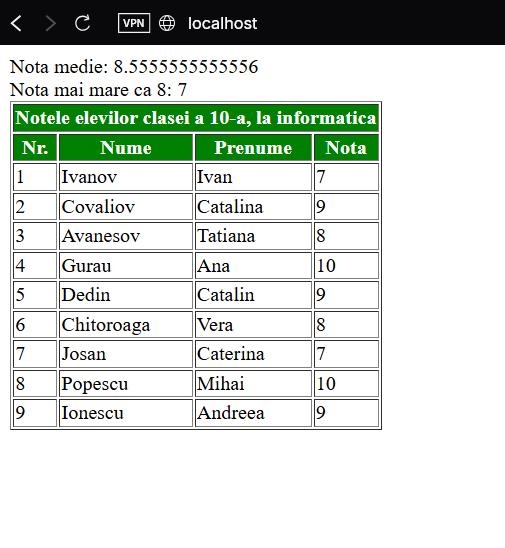 VPN localhost
Nota medie: 8.5555555555556
Nota mai mare ca 8: 7
Notele elevilor clasei a 10-a, la informatica
Nr. Nume Prenume Nota
1 Ivanov Ivan 7
2 Covaliov Catalina 9
3 Avanesov Tatiana 8
4 Gurau Ana 10
5 Dedin Catalin 9
6 Chitoroaga Vera 8
7 Josan Caterina 7
8 Popescu Mihai 10
9 Ionescu Andreea 9